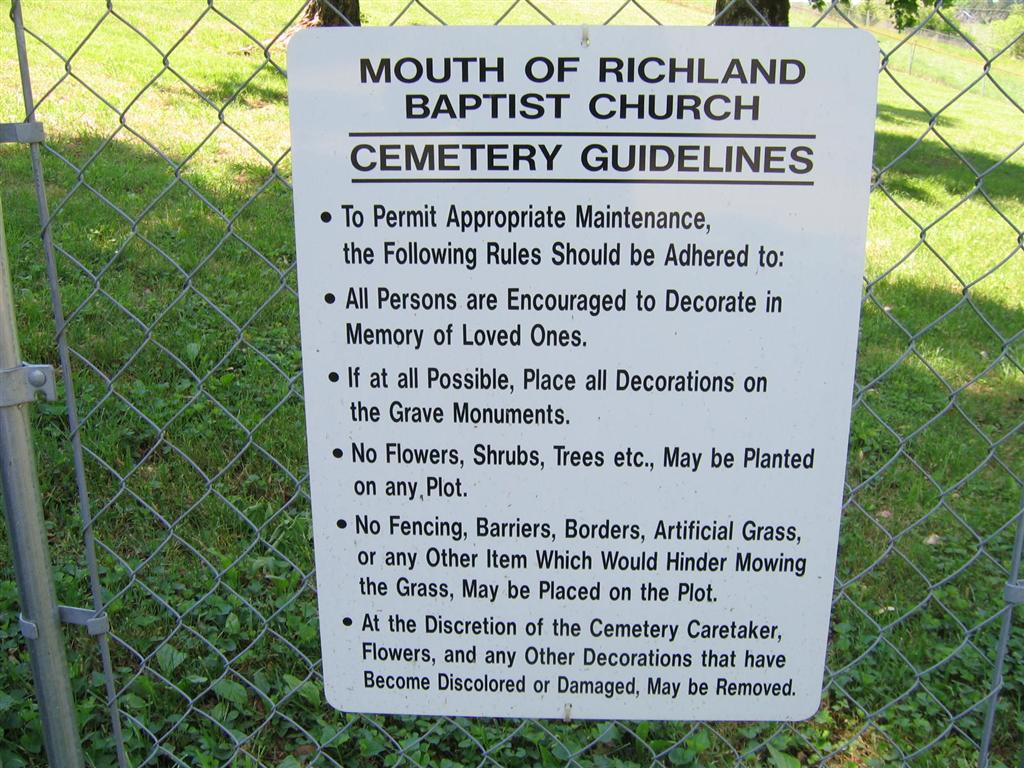 MOUTH OF RICHLAND
BAPTIST CHURCH
CEMETERY GUIDELINES
• To Permit Appropriate Maintenance,
the Following Rules Should be Adhered to:
• All Persons are Encouraged to Decorate in
Memory of Loved Ones.
• If at all Possible, Place all Decorations on
the Grave Monuments.
• No Flowers, Shrubs, Trees etc., May be Planted
on any Plot.
• No Fencing, Barriers, Borders, Artificial Grass,
or any Other Item Which Would Hinder Mowing
the Grass, May be Placed on the Plot.
• At the Discretion of the Cemetery Caretaker,
Flowers, and any Other Decorations that have
Become Discolored or Damaged, May be Removed.